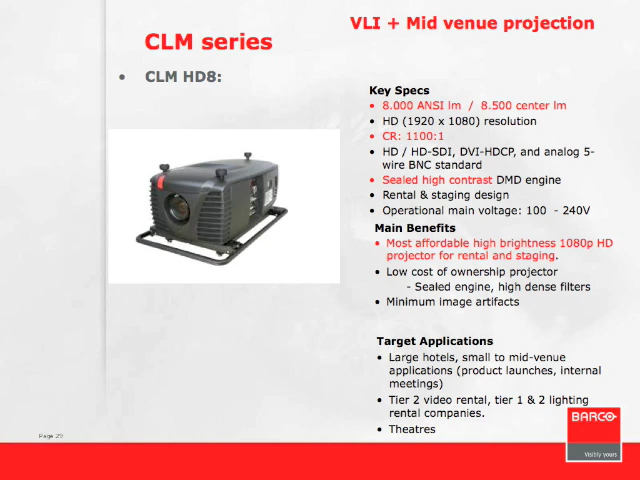 VLI + Mid venue projection
CLM series
• CLM HD8:
Key Specs
• 8.000 ANSI lm / 8.500 center lm
• HD (1920 x 1080) resolution
• CR: 1100:1
• HD / HD-SDI, DVI-HDCP, and analog 5-
wire BNC standard
• Sealed high contrast DMD engine
• Rental & staging design
• Operational main voltage: 100 - 240V
Main Benefits
• Most affordable high brightness 1080p HD
projector for rental and staging.
• Low cost of ownership projector
- Sealed engine, high dense filters
• Minimum image artifacts
Target Applications
• Large hotels, small to mid-venue
applications (product launches, internal
meetings)
• Tier 2 video rental, tier 1 & 2 lighting
rental companies.
• Theatres
BARCO
Visibly yours
Page 29